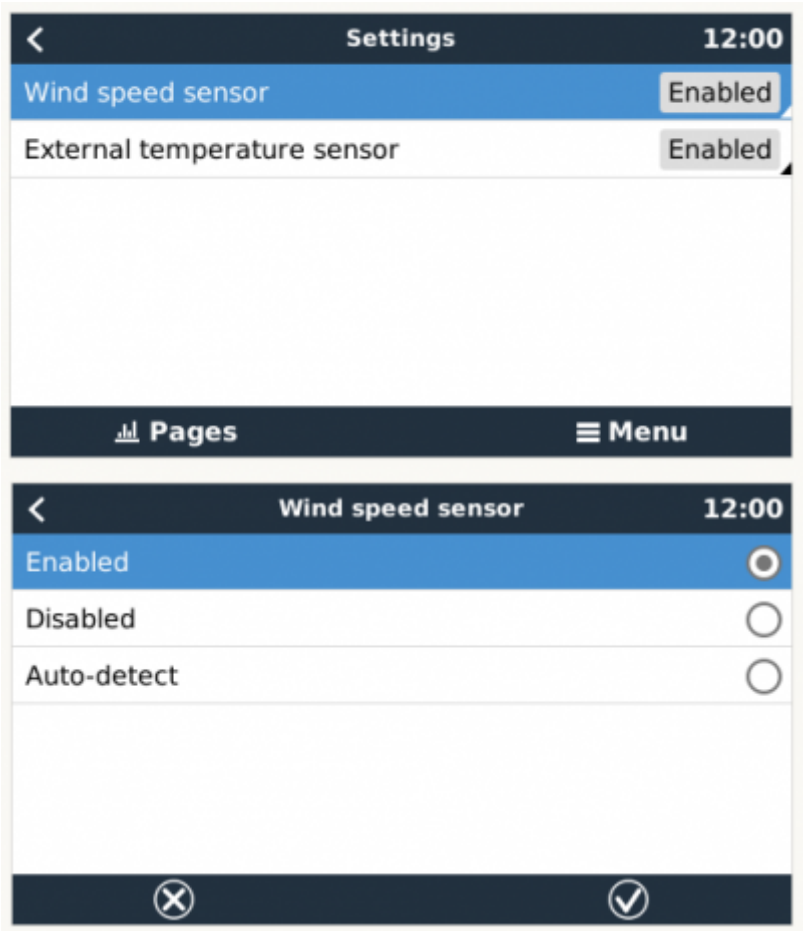 Settings 12:00
Wind speed sensor Enabled
External temperature sensor Enabled
Pages Menu
Wind speed sensor 12:00
Enabled
Disabled
Auto-detect